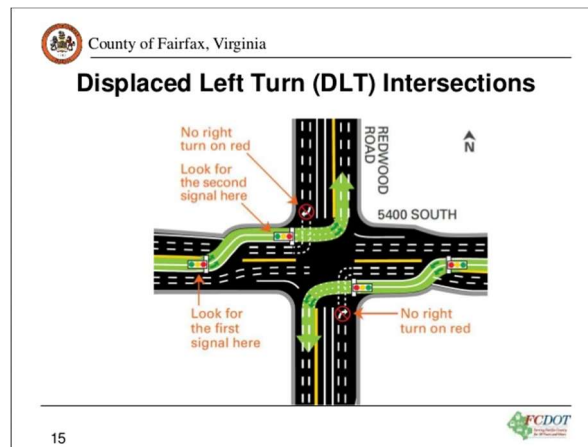 County of Fairfax, Virginia
Displaced Left Turn (DLT) Intersections
No right
turn on red
Look for
the second
signal here
REDWOOD
ROAD
N
5400 SOUTH
Look for
the first
signal here
No right
turn on red
15
FCDOT